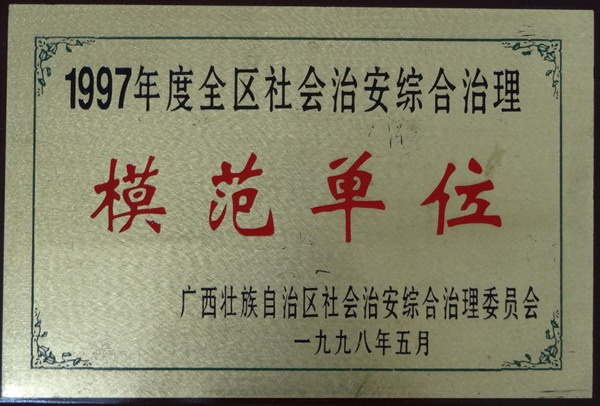 1997年度全区社会治安综合治理
模范单位
广西壮族自治区社会治安综合治理委员会
一九九八年五月